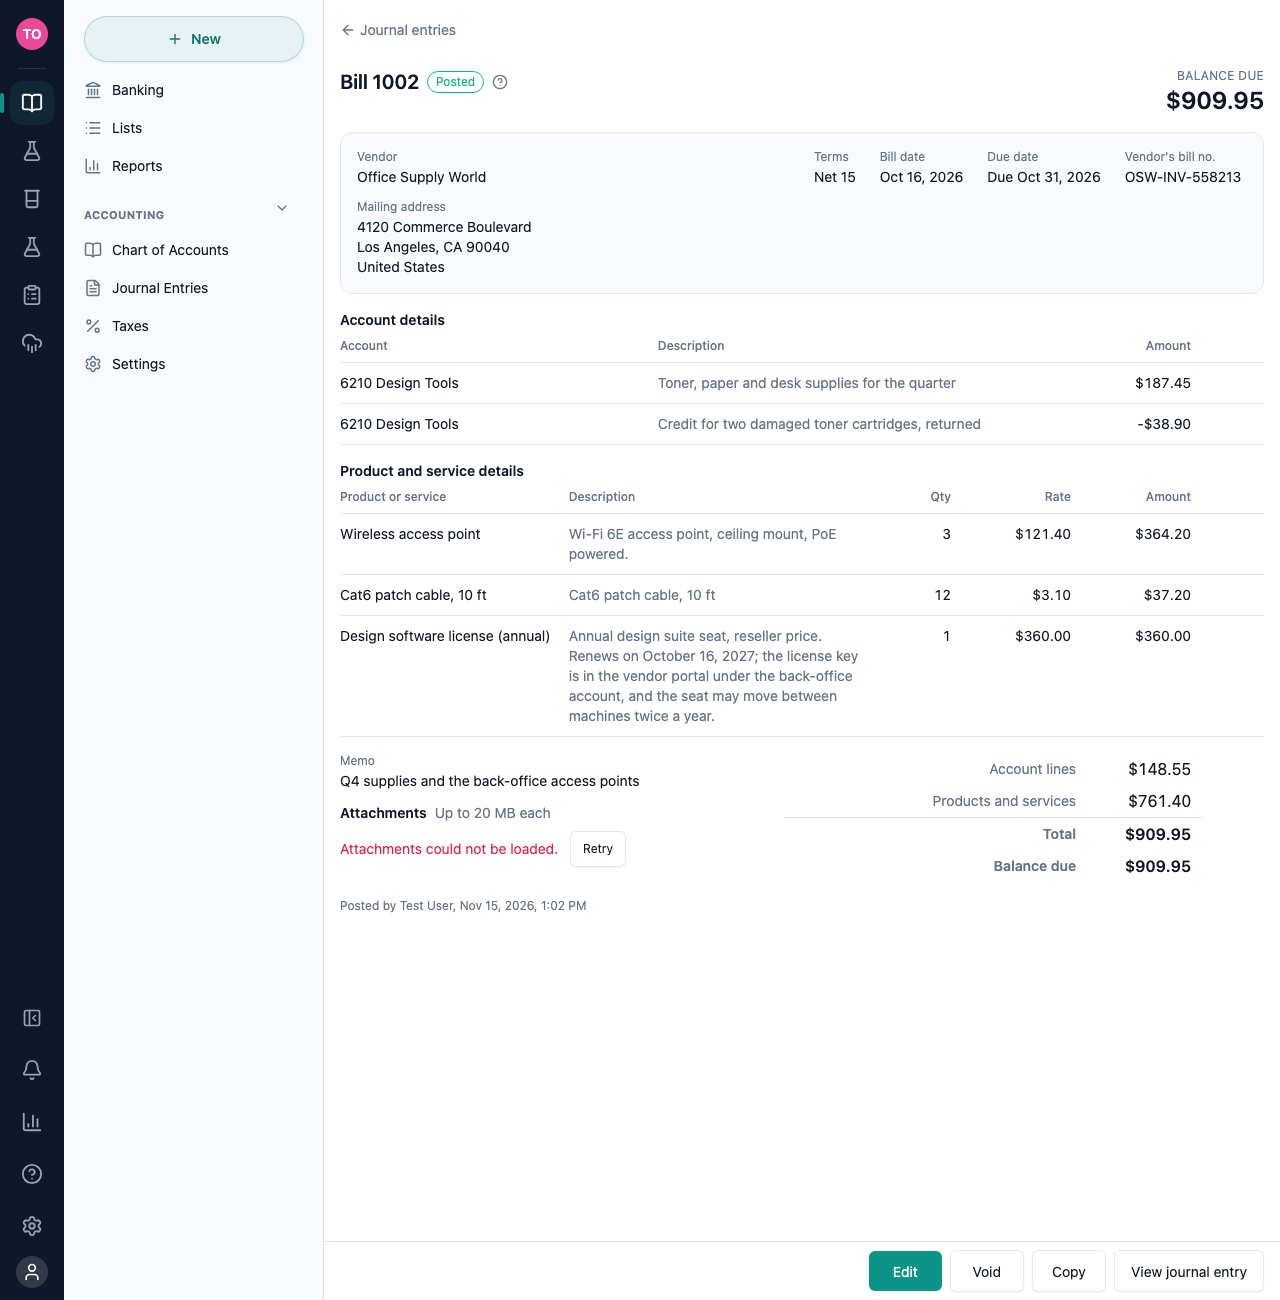 TO
New
Banking
Lists
Reports
ACCOUNTING
Chart of Accounts
Journal Entries
Taxes
Settings
Journal entries
Bill 1002 Posted
BALANCE DUE
$909.95
Vendor
Office Supply World
Terms
Net 15
Bill date
Oct 16, 2026
Due date
Due Oct 31, 2026
Vendor's bill no.
OSW-INV-558213
Mailing address
4120 Commerce Boulevard
Los Angeles, CA 90040
United States
Account details
Account Description Amount
6210 Design Tools Toner, paper and desk supplies for the quarter $187.45
6210 Design Tools Credit for two damaged toner cartridges, returned -$38.90
Product and service details
Product or service Description Qty Rate Amount
Wireless access point Wi-Fi 6E access point, ceiling mount, PoE 3 $121.40 $364.20
powered.
Cat6 patch cable, 10 ft Cat6 patch cable, 10 ft 12 $3.10 $37.20
Design software license (annual) Annual design suite seat, reseller price. 1 $360.00 $360.00
Renews on October 16, 2027; the license key
is in the vendor portal under the back-office
account, and the seat may move between
machines twice a year.
Memo
Q4 supplies and the back-office access points
Attachments Up to 20 MB each
Attachments could not be loaded. Retry
Account lines $148.55
Products and services $761.40
Total $909.95
Balance due $909.95
Posted by Test User, Nov 15, 2026, 1:02 PM
Edit Void Copy View journal entry